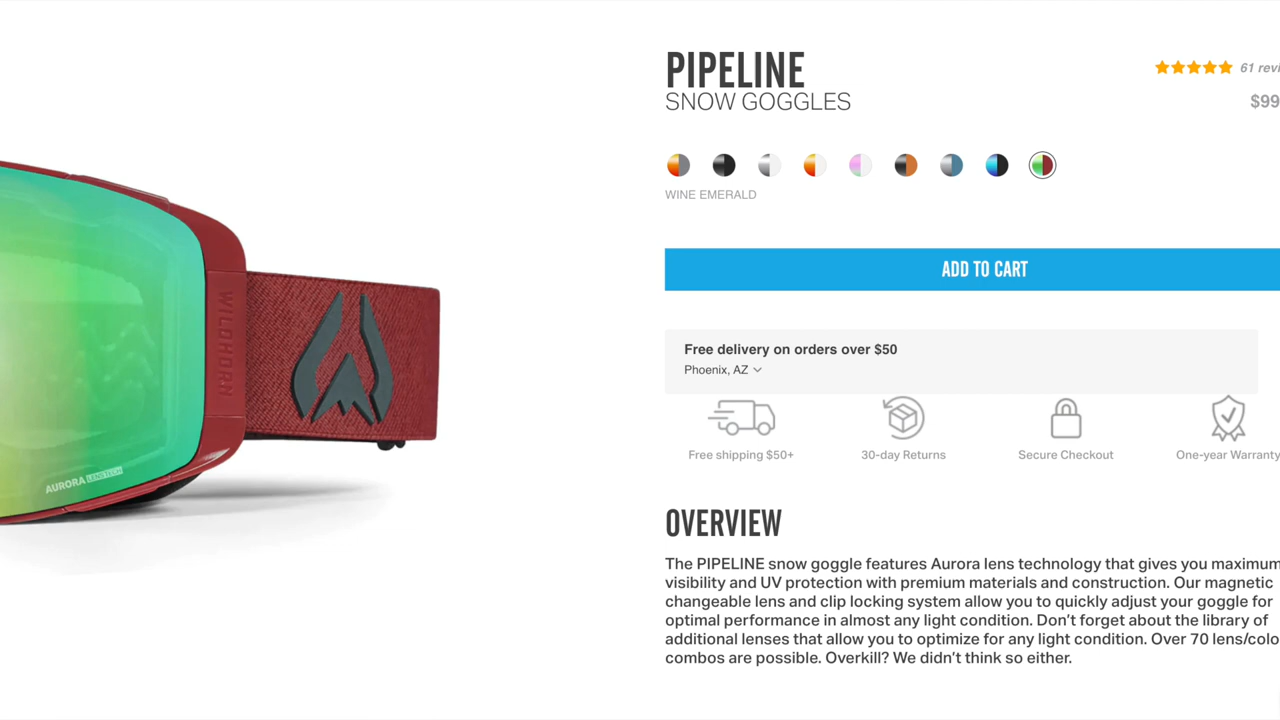 PIPELINE
SNOW GOGGLES
61 revi
$99
WINE EMERALD
ADD TO CART
Free delivery on orders over $50
Phoenix, AZ
Free shipping $50+
30-day Returns
Secure Checkout
One-year Warranty
WILDHORN
AURORA LENS TECH
OVERVIEW
The PIPELINE snow goggle features Aurora lens technology that gives you maximum
visibility and UV protection with premium materials and construction. Our magnetic
changeable lens and clip locking system allow you to quickly adjust your goggle for
optimal performance in almost any light condition. Don't forget about the library of
additional lenses that allow you to optimize for any light condition. Over 70 lens/colo
combos are possible. Overkill? We didn't think so either.